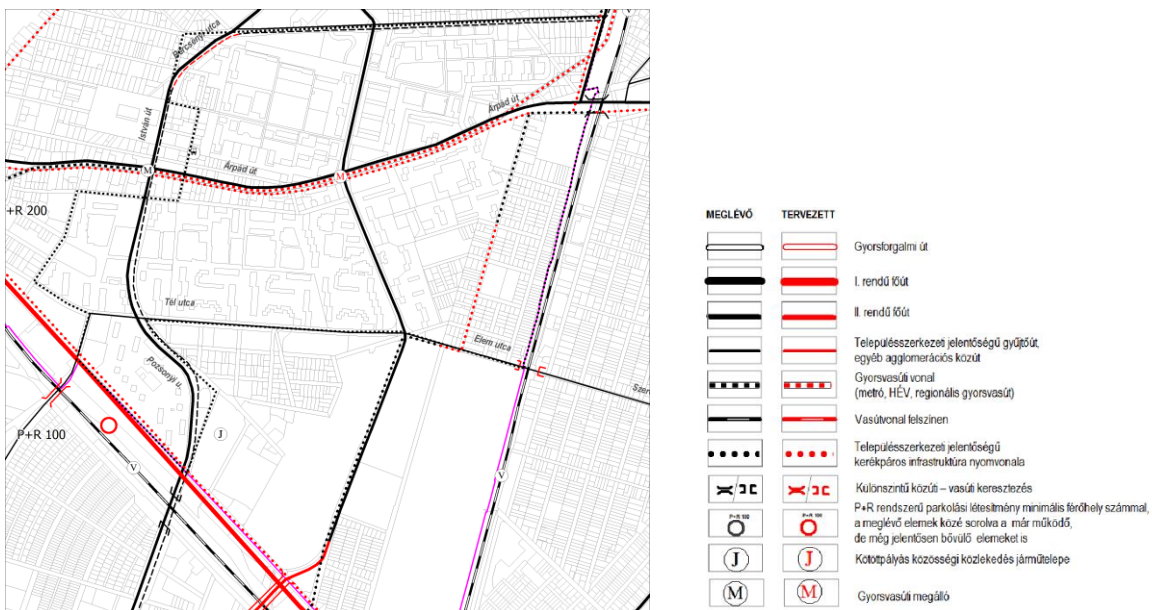 Bercsényi utca
István út
Árpád út
Árpád út
V
M
M
+R 200
Tél utca
Elem utca
Pozsonyi u.
P+R 100
J
V
V
MEGLÉVŐ TERVEZETT
Gyorsforgalmi út
I. rendű főút
II. rendű főút
Településszerkezeti jelentőségű gyűjtőút,
egyéb agglomerációs közút
Gyorsvasúti vonal
(metró, HÉV, regionális gyorsvasút)
Vasútvonal felszínen
Településszerkezeti jelentőségű
kerékpáros infrastruktúra nyomvonala
Különszintű közúti – vasúti keresztezés
P+R 100 P+R 100
P+R rendszerű parkolási létesítmény minimális férőhely számmal,
a meglévő elemek közé sorolva a már működő,
de még jelentősen bővülő elemeket is
J J Kötöttpályás közösségi közlekedés járműtelepe
M M Gyorsvasúti megálló